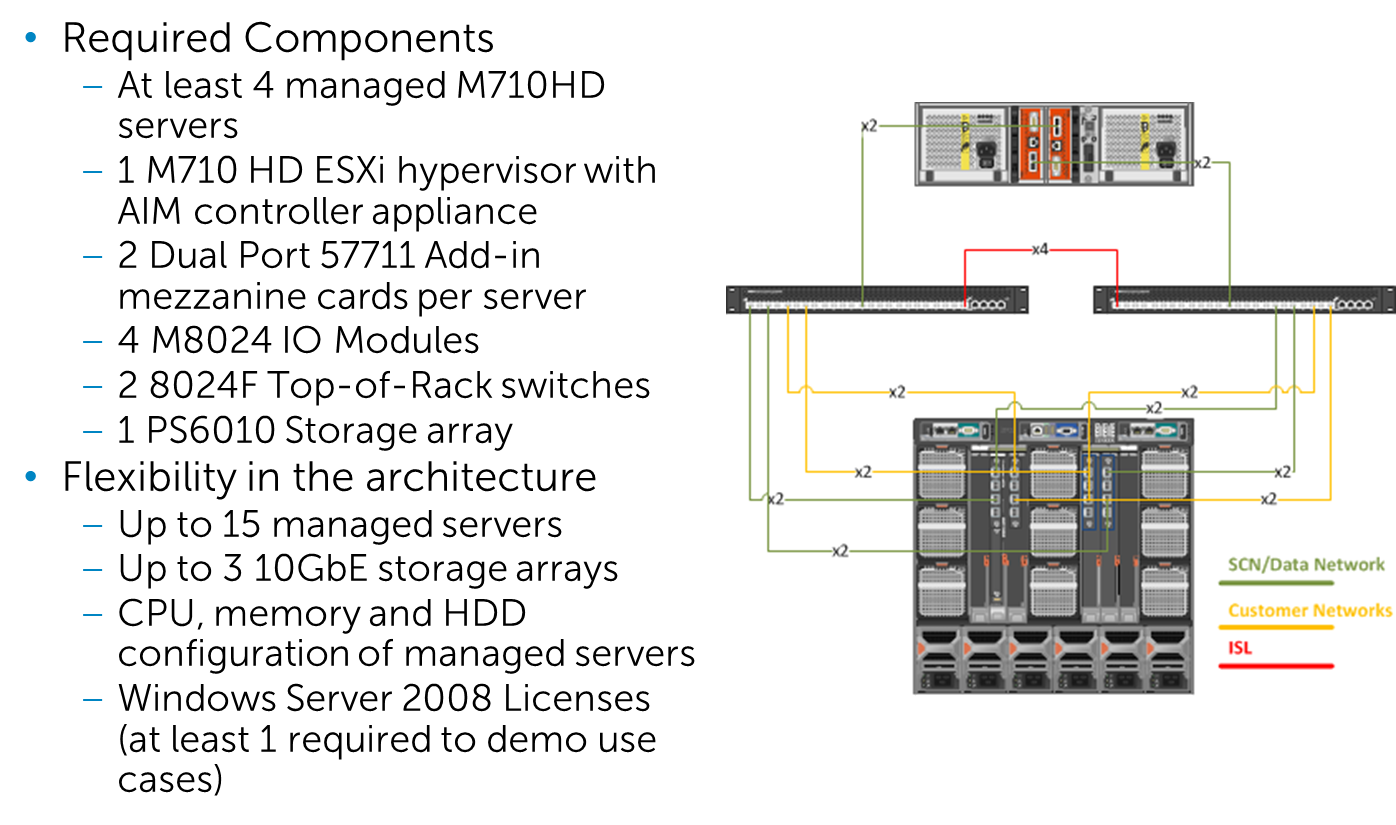 • Required Components
– At least 4 managed M710HD
servers
– 1 M710 HD ESXi hypervisor with
AIM controller appliance
– 2 Dual Port 57711 Add-in
mezzanine cards per server
– 4 M8024 IO Modules
– 2 8024F Top-of-Rack switches
– 1 PS6010 Storage array
• Flexibility in the architecture
– Up to 15 managed servers
– Up to 3 10GbE storage arrays
– CPU, memory and HDD
configuration of managed servers
– Windows Server 2008 Licenses
(at least 1 required to demo use
cases)
x2
x2
x4
x2
x2
x2
x2
x2
x2
x2
x2
SCN/Data Network
Customer Networks
ISL